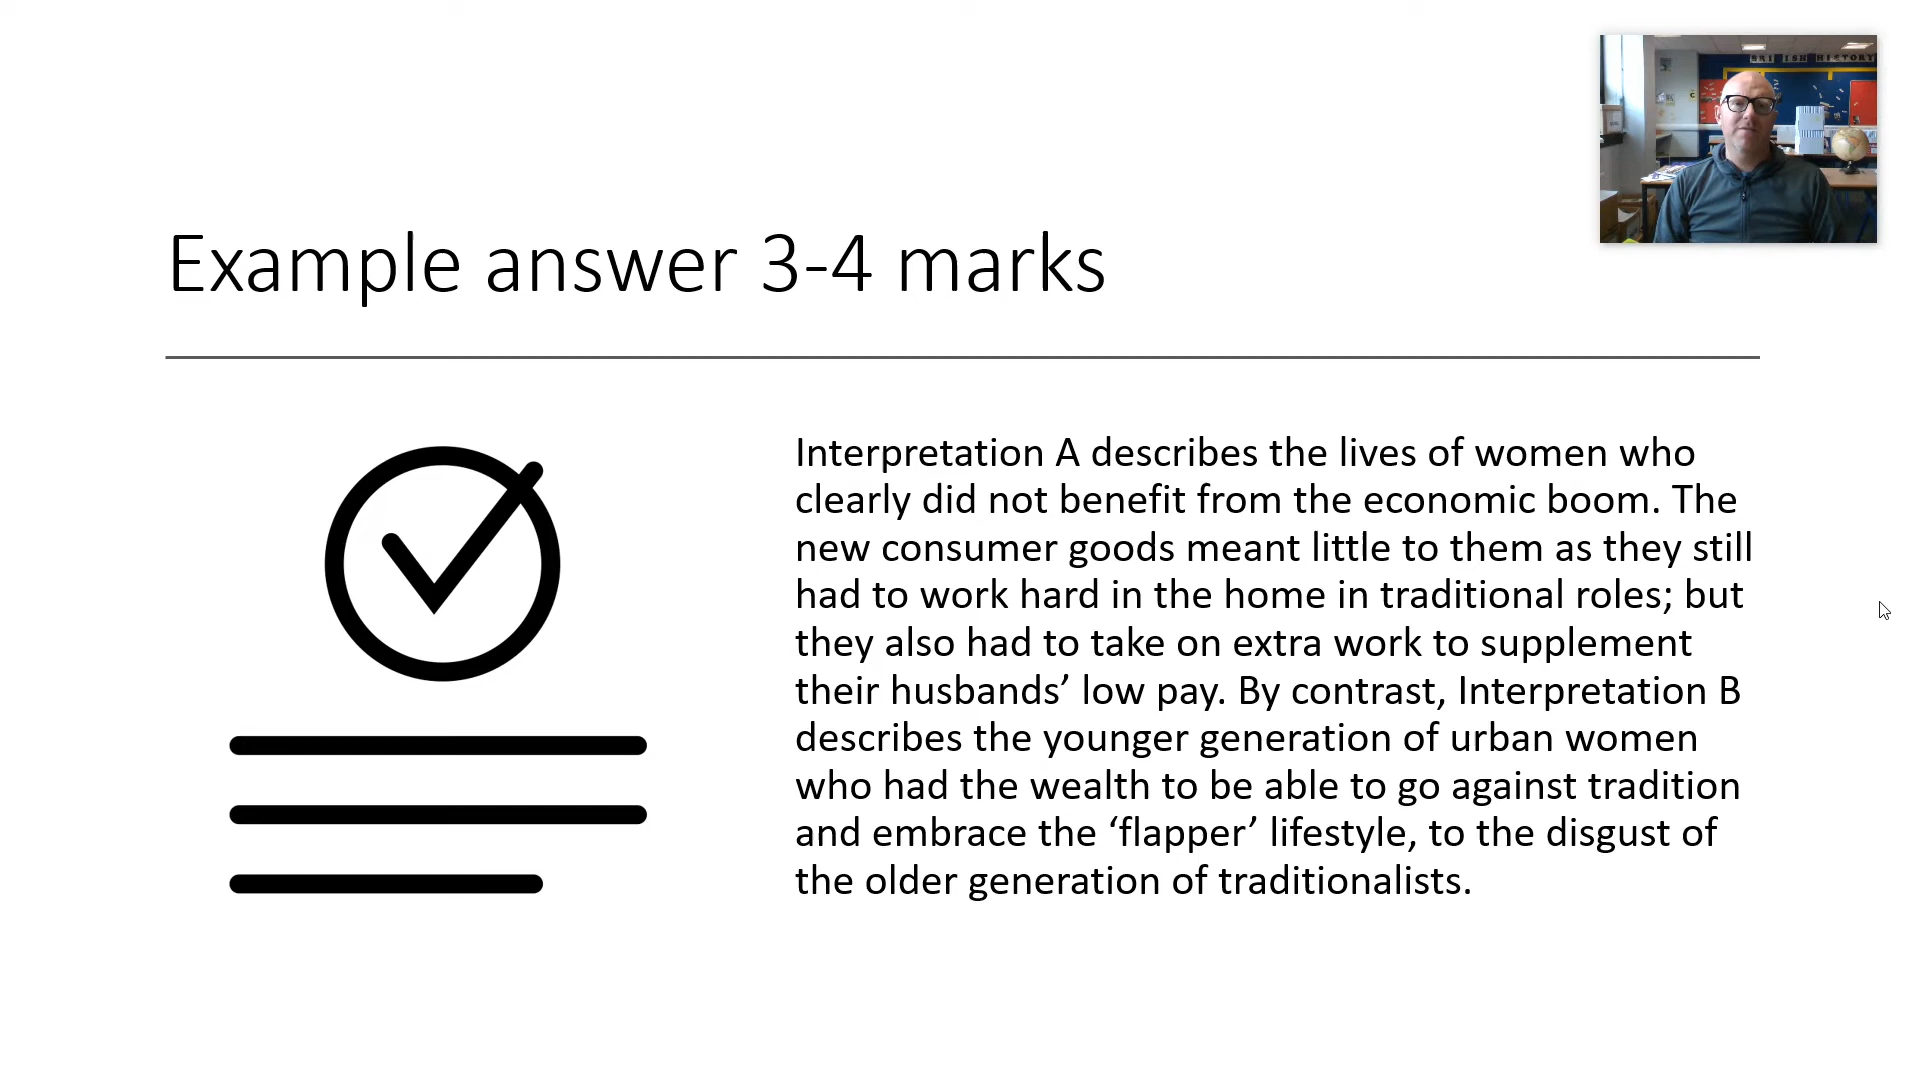 BRITISH HISTORY
Example answer 3-4 marks
Interpretation A describes the lives of women who
clearly did not benefit from the economic boom. The
new consumer goods meant little to them as they still
had to work hard in the home in traditional roles; but
they also had to take on extra work to supplement
their husbands’ low pay. By contrast, Interpretation B
describes the younger generation of urban women
who had the wealth to be able to go against tradition
and embrace the ‘flapper’ lifestyle, to the disgust of
the older generation of traditionalists.